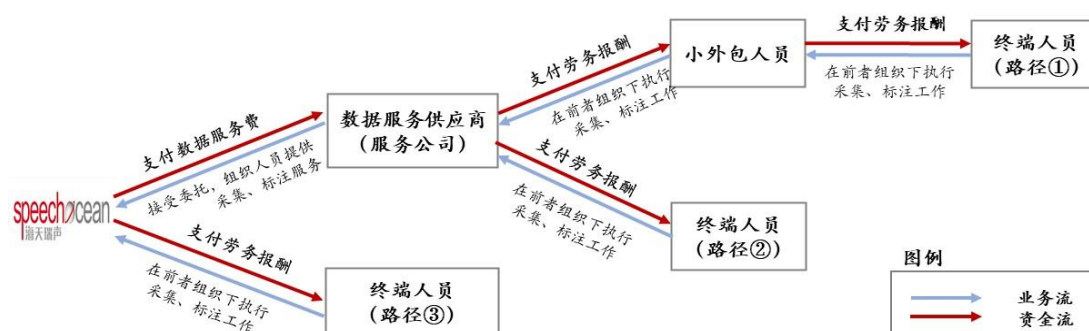 支付劳务报酬
小外包人员
终端人员
(路径①)
在前者组织下执行
采集、标注工作
支付劳务报酬
在前者组织下执行
采集、标注工作
数据服务供应商
(服务公司)
支付数据服务费
接受委托，组织人员提供
采集、标注服务
支付劳务报酬
在前者组织下执行
采集、标注工作
终端人员
(路径②)
speechocean
海天瑞声
支付劳务报酬
在前者组织下执行
采集、标注工作
终端人员
(路径③)
图例
业务流
资金流